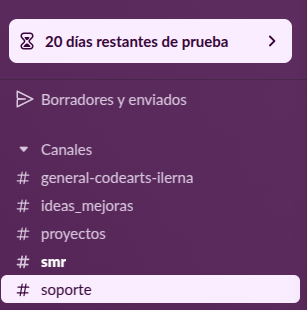 20 días restantes de prueba
Borradores y enviados
Canales
# general-codearts-ilerna
# ideas_mejoras
# proyectos
# smr
# soporte